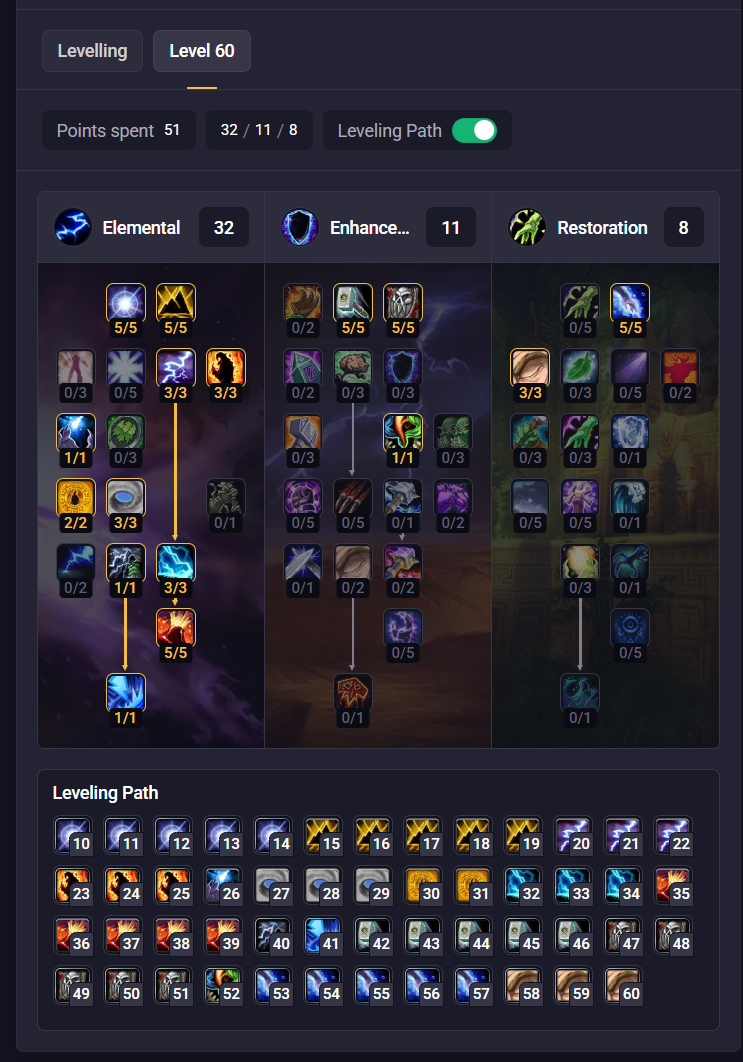 Levelling Level 60
Points spent 51 32 / 11 / 8 Leveling Path
Elemental 32 Enhance... 11 Restoration 8
5/5 5/5 0/2 5/5 5/5 0/5 5/5
0/3 0/5 3/3 3/3 0/2 0/3 0/3 3/3 0/3 0/5 0/2
1/1 0/3 0/3 1/1 0/3 0/3 0/3 0/1
2/2 3/3 0/1 0/5 0/5 0/1 0/2 0/5 0/5 0/1
0/2 1/1 3/3 0/1 0/2 0/2 0/3 0/1
5/5 0/5 0/5
1/1 0/1 0/1
Leveling Path
10 11 12 13 14 15 16 17 18 19 20 21 22
23 24 25 26 27 28 29 30 31 32 33 34 35
36 37 38 39 40 41 42 43 44 45 46 47 48
49 50 51 52 53 54 55 56 57 58 59 60